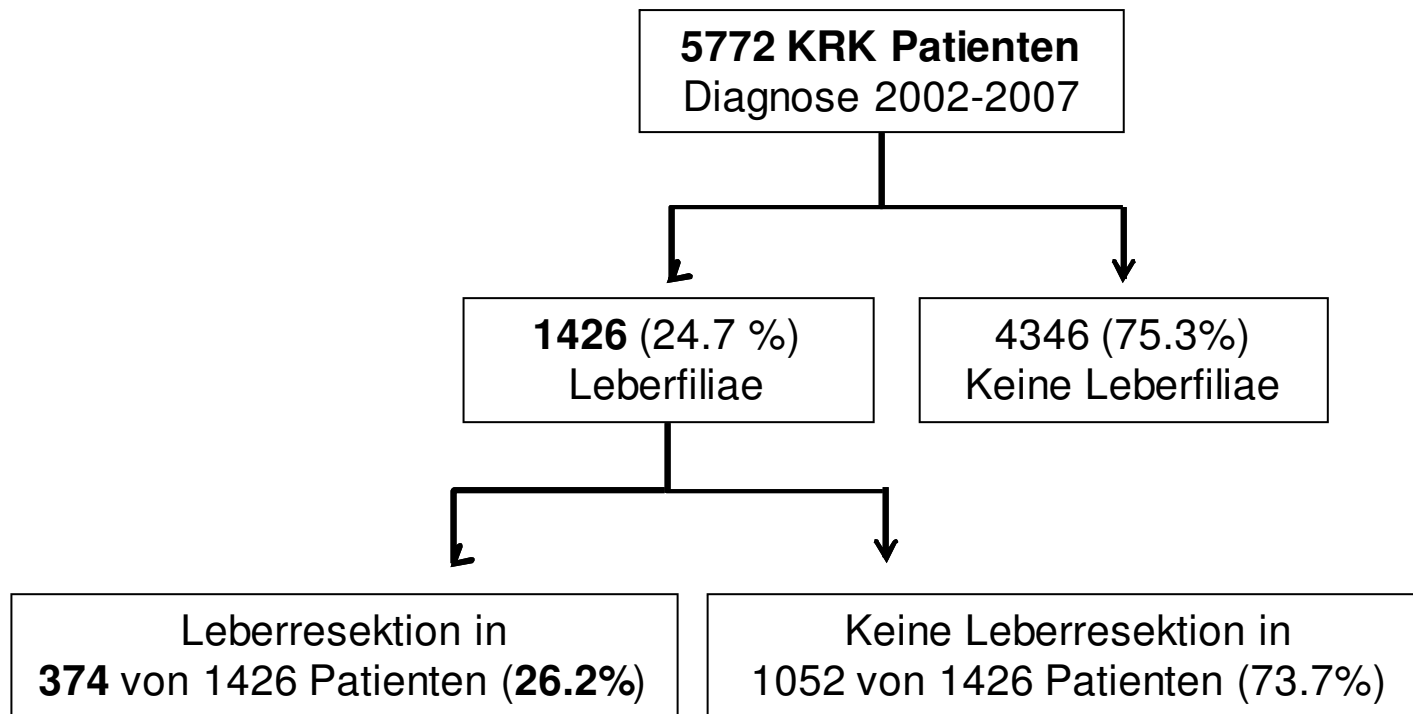 5772 KRK Patienten
Diagnose 2002-2007
1426 (24.7 %)
Leberfiliae
4346 (75.3%)
Keine Leberfiliae
Leberresektion in
374 von 1426 Patienten (26.2%)
Keine Leberresektion in
1052 von 1426 Patienten (73.7%)